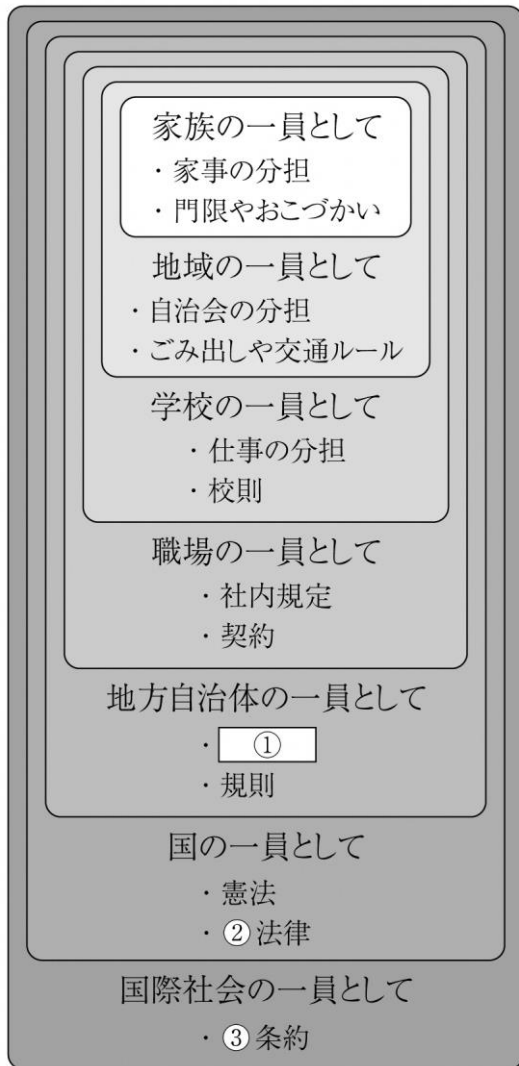 家族の一員として
・家事の分担
・門限やおこづかい
地域の一員として
・自治会の分担
・ごみ出しや交通ルール
学校の一員として
・仕事の分担
・校則
職場の一員として
・社内規定
・契約
地方自治体の一員として
・①
・規則
国の一員として
・憲法
・②法律
国際社会の一員として
・③条約